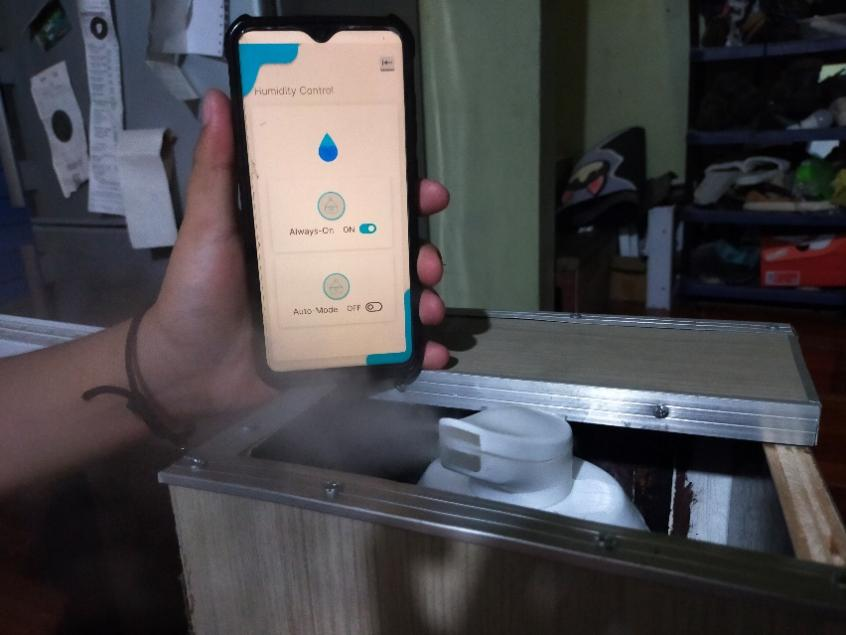 Humidity Control
Always-On ON
Auto Mode OFF